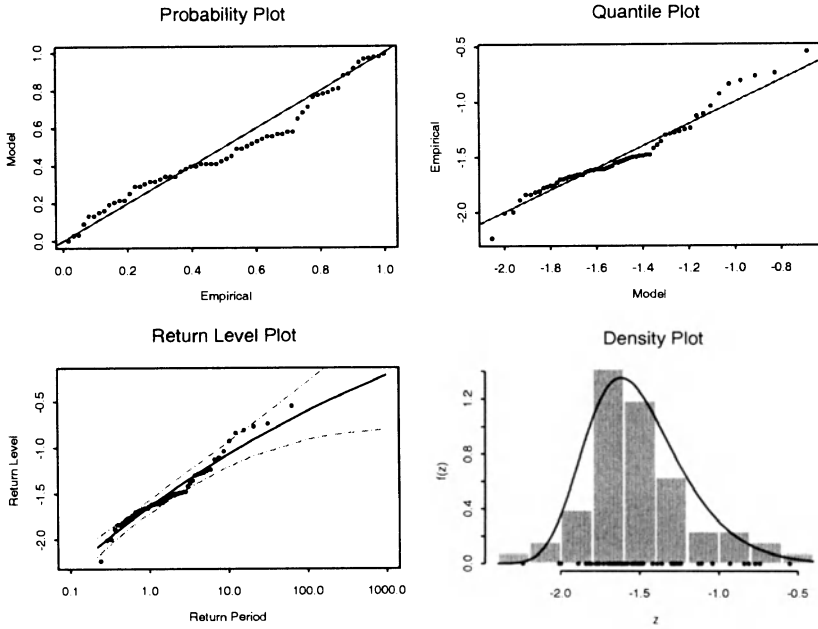 Probability Plot
Model
0.0 0.2 0.4 0.6 0.8 1.0
0.0 0.2 0.4 0.6 0.8 1.0
Empirical
Quantile Plot
Empirical
-2.0 -1.5 -1.0 -0.5
-2.0 -1.8 -1.6 -1.4 -1.2 -1.0 -0.8
Model
Return Level Plot
Return Level
-2.0 -1.5 -1.0 -0.5
0.1 1.0 10.0 100.0 1000.0
Return Period
Density Plot
f(z)
0.0 0.4 0.8 1.2
-2.0 -1.5 -1.0 -0.5
z